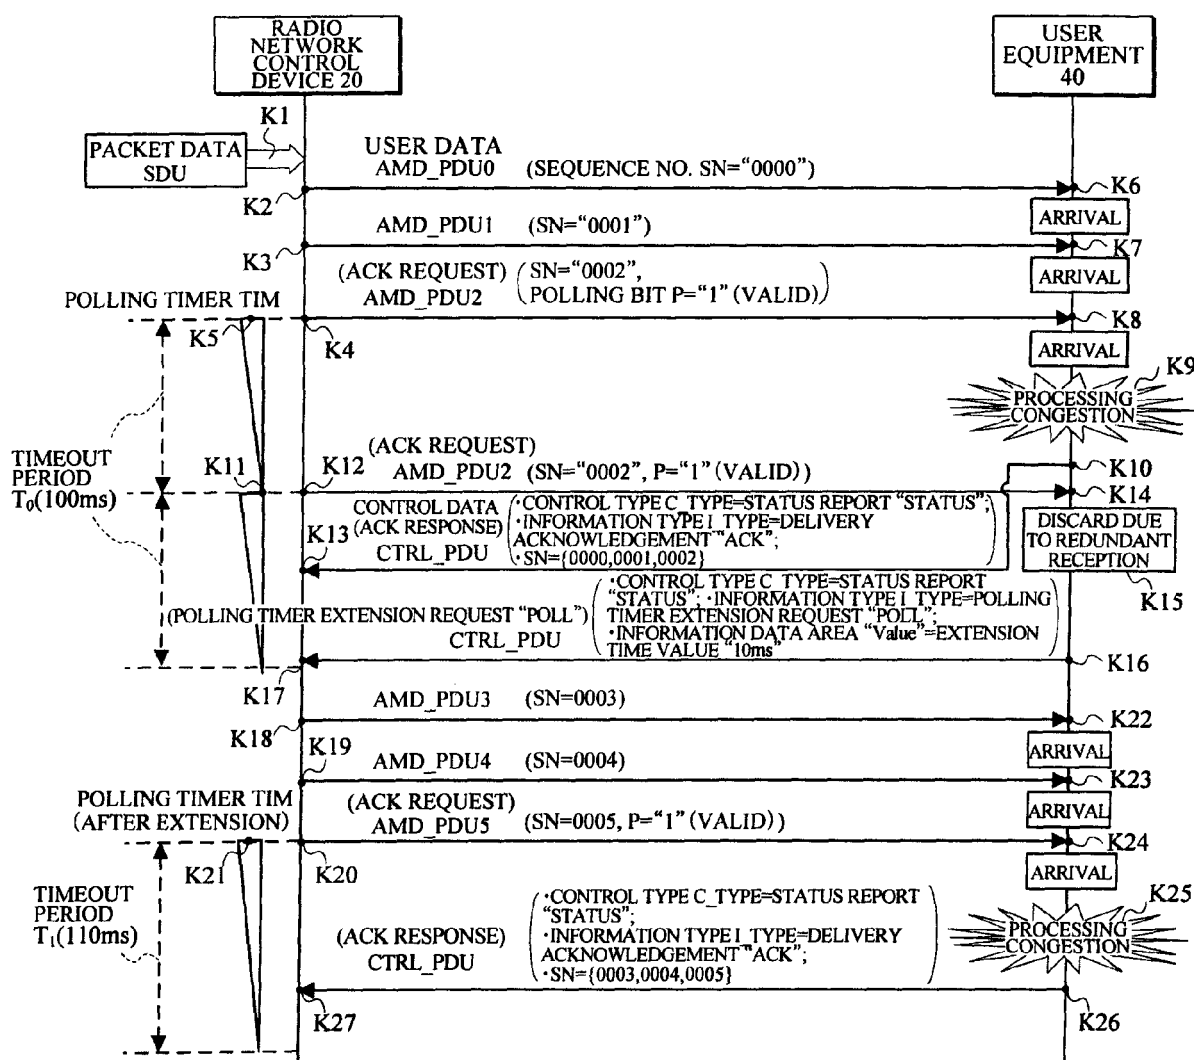 RADIO
NETWORK
CONTROL
DEVICE 20
USER
EQUIPMENT
40
K1
PACKET DATA
SDU
USER DATA
AMD_PDU0 (SEQUENCE NO. SN="0000")
K2
K6
ARRIVAL
AMD_PDU1 (SN="0001")
K3
K7
(ACK REQUEST)
AMD_PDU2
SN="0002",
POLLING BIT P="1" (VALID)
ARRIVAL
POLLING TIMER TIM
K5
K4
K8
ARRIVAL
K9
PROCESSING
CONGESTION
TIMEOUT
PERIOD
T0(100ms)
K11
K12
(ACK REQUEST)
AMD_PDU2 (SN="0002", P="1" (VALID))
K10
K14
CONTROL DATA
(ACK RESPONSE)
CTRL_PDU
K13
·CONTROL TYPE C_TYPE=STATUS REPORT "STATUS";
·INFORMATION TYPE I_TYPE=DELIVERY
ACKNOWLEDGEMENT "ACK";
·SN={0000,0001,0002}
DISCARD DUE
TO REDUNDANT
RECEPTION
K15
(POLLING TIMER EXTENSION REQUEST "POLL")
CTRL_PDU
·CONTROL TYPE C_TYPE=STATUS REPORT
"STATUS"; ·INFORMATION TYPE I_TYPE=POLLING
TIMER EXTENSION REQUEST "POLL";
·INFORMATION DATA AREA "Value"=EXTENSION
TIME VALUE "10ms"
K17
K16
AMD_PDU3 (SN=0003)
K18
K22
K19
ARRIVAL
AMD_PDU4 (SN=0004)
K23
POLLING TIMER TIM
(AFTER EXTENSION)
(ACK REQUEST)
AMD_PDU5 (SN=0005, P="1" (VALID))
ARRIVAL
K21
K20
K24
ARRIVAL
TIMEOUT
PERIOD
T1(110ms)
K25
PROCESSING
CONGESTION
(ACK RESPONSE)
CTRL_PDU
·CONTROL TYPE C_TYPE=STATUS REPORT
"STATUS";
·INFORMATION TYPE I_TYPE=DELIVERY
ACKNOWLEDGEMENT "ACK";
·SN={0003,0004,0005}
K27
K26